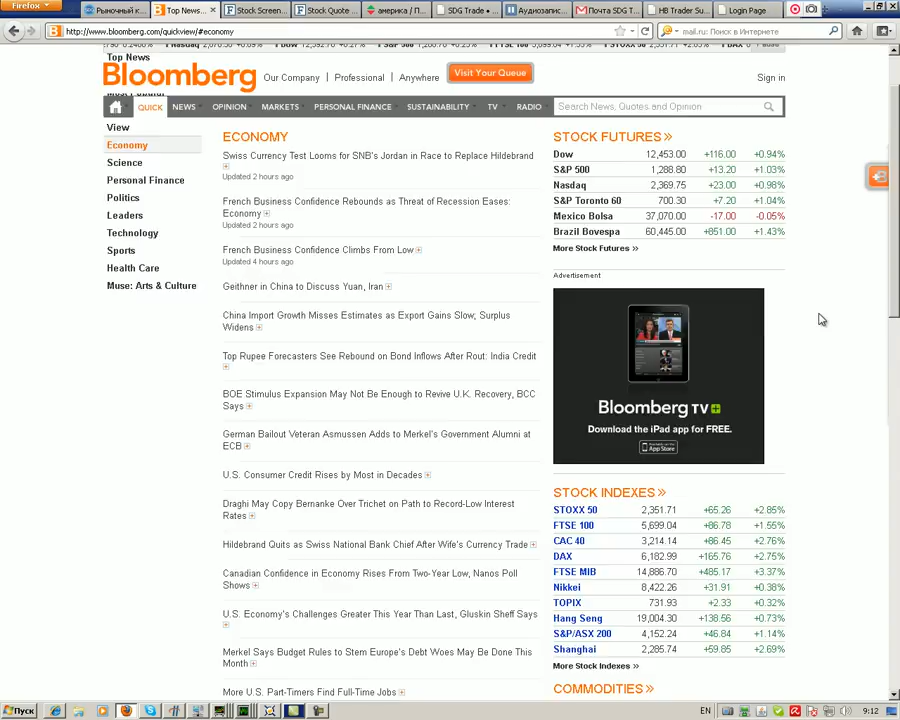 Firefox
Рыночный к...
Top News...
Stock Screen...
Stock Quote ...
америка / П...
SDG Trade • ...
Аудиозапис...
Почта SDG T...
HB Trader Su...
Login Page
http://www.bloomberg.com/quickview/#economy
mail.ru: Поиск в Интернете
Top News
Bloomberg
Our Company | Professional | Anywhere
Visit Your Queue
Sign in
QUICK
NEWS
OPINION
MARKETS
PERSONAL FINANCE
SUSTAINABILITY
TV
RADIO
Search News, Quotes and Opinion
View
Economy
Science
Personal Finance
Politics
Leaders
Technology
Sports
Health Care
Muse: Arts & Culture
ECONOMY
Swiss Currency Test Looms for SNB's Jordan in Race to Replace Hildebrand
Updated 2 hours ago
French Business Confidence Rebounds as Threat of Recession Eases:
Economy
Updated 2 hours ago
French Business Confidence Climbs From Low
Updated 4 hours ago
Geithner in China to Discuss Yuan, Iran
China Import Growth Misses Estimates as Export Gains Slow, Surplus
Widens
Top Rupee Forecasters See Rebound on Bond Inflows After Rout: India Credit
BOE Stimulus Expansion May Not Be Enough to Revive U.K. Recovery, BCC
Says
German Bailout Veteran Asmussen Adds to Merkel's Government Alumni at
ECB
U.S. Consumer Credit Rises by Most in Decades
Draghi May Copy Bernanke Over Trichet on Path to Record-Low Interest
Rates
Hildebrand Quits as Swiss National Bank Chief After Wife's Currency Trade
Canadian Confidence in Economy Rises From Two-Year Low, Nanos Poll
Shows
U.S. Economy's Challenges Greater This Year Than Last, Gluskin Sheff Says
Merkel Says Budget Rules to Stem Europe's Debt Woes May Be Done This
Month
More U.S. Part-Timers Find Full-Time Jobs
STOCK FUTURES »
Dow 12,453.00 +116.00 +0.94%
S&P 500 1,288.80 +13.20 +1.03%
Nasdaq 2,369.75 +23.00 +0.98%
S&P Toronto 60 700.30 +7.20 +1.04%
Mexico Bolsa 37,070.00 -17.00 -0.05%
Brazil Bovespa 60,445.00 +851.00 +1.43%
More Stock Futures »
Advertisement
Bloomberg TV+
Download the iPad app for FREE.
App Store
STOCK INDEXES »
STOXX 50 2,351.71 +65.26 +2.85%
FTSE 100 5,699.04 +86.78 +1.55%
CAC 40 3,214.14 +86.45 +2.76%
DAX 6,182.99 +165.76 +2.75%
FTSE MIB 14,886.70 +485.17 +3.37%
Nikkei 8,422.26 +31.91 +0.38%
TOPIX 731.93 +2.33 +0.32%
Hang Seng 19,004.30 +138.56 +0.73%
S&P/ASX 200 4,152.24 +46.84 +1.14%
Shanghai 2,285.74 +59.85 +2.69%
More Stock Indexes »
COMMODITIES »
Пуск
EN
9:12